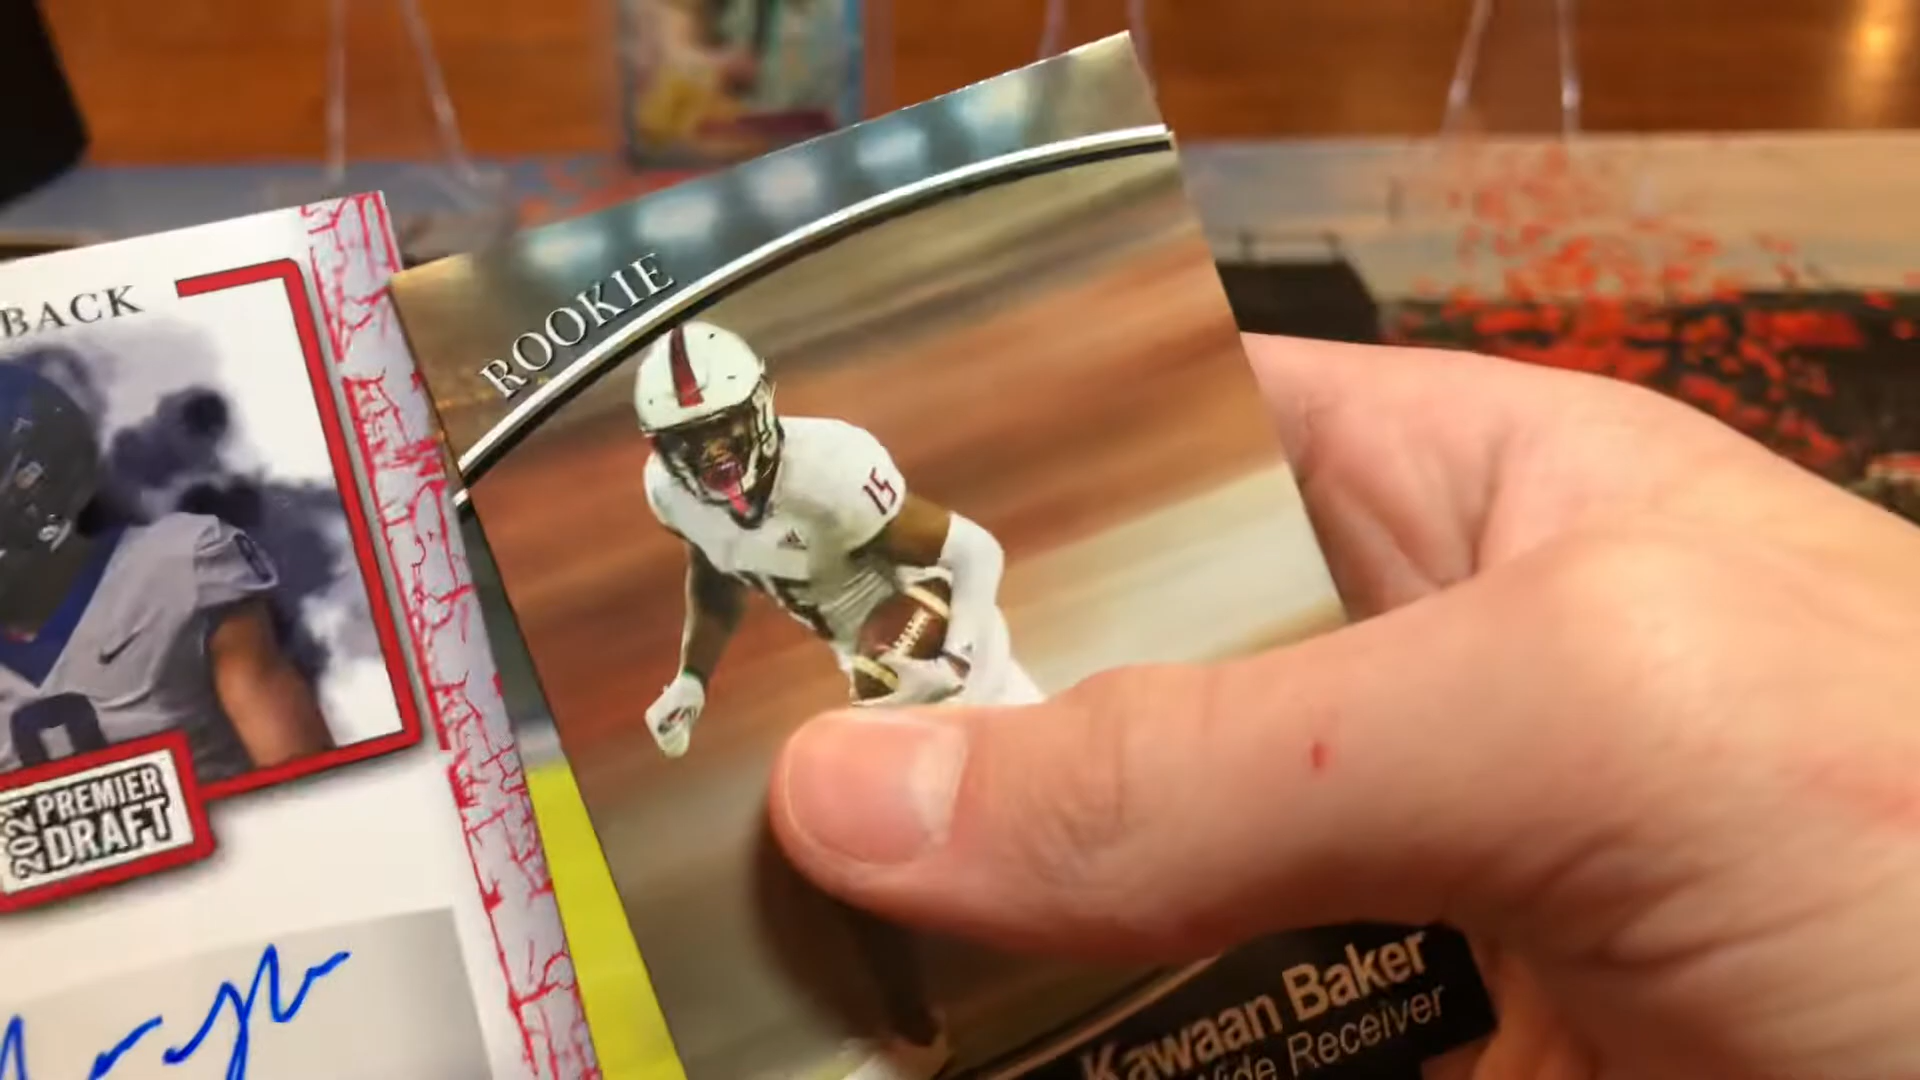 BACK
2021 PREMIER
DRAFT
ROOKIE
15
Kawaan Baker
Wide Receiver